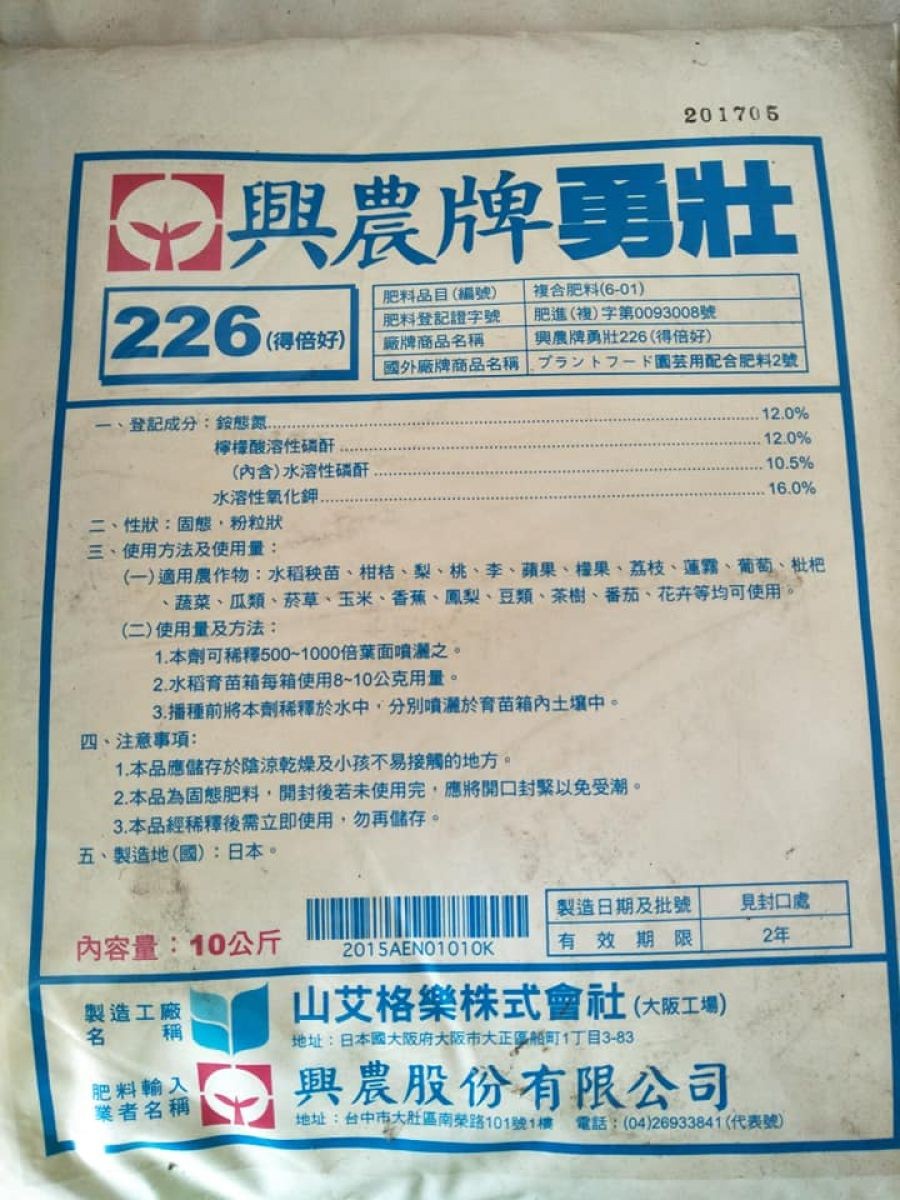 201705
興農牌勇壯
226(得倍好)
肥料品目(編號) 複合肥料(6-01)
肥料登記證字號 肥進(複)字第0093008號
廠牌商品名稱 興農牌勇壯226(得倍好)
國外廠牌商品名稱 プラントフード園芸用配合肥料2號
一、登記成分:銨態氮........................12.0%
檸檬酸溶性磷酐........................12.0%
(內含)水溶性磷酐........................10.5%
水溶性氧化鉀........................16.0%
二、性狀:固態,粉粒狀
三、使用方法及使用量:
(一)適用農作物:水稻秧苗、柑桔、梨、桃、李、蘋果、檬果、荔枝、蓮霧、葡萄、枇杷
、蔬菜、瓜類、菸草、玉米、香蕉、鳳梨、豆類、茶樹、番茄、花卉等均可使用。
(二)使用量及方法:
1.本劑可稀釋500~1000倍葉面噴灑之。
2.水稻育苗箱每箱使用8~10公克用量。
3.播種前將本劑稀釋於水中,分別噴灑於育苗箱內土壤中。
四、注意事項:
1.本品應儲存於陰涼乾燥及小孩不易接觸的地方。
2.本品為固態肥料,開封後若未使用完,應將開口封緊以免受潮。
3.本品經稀釋後需立即使用,勿再儲存。
五、製造地(國):日本。
內容量:10公斤
2015AEN01010K
製造日期及批號 見封口處
有效期限 2年
製造工廠名稱 山艾格樂株式會社(大阪工場)
地址:日本國大阪府大阪市大正區船町1丁目3-83
肥料輸入業者名稱 興農股份有限公司
地址:台中市大肚區南榮路101號1樓 電話:(04)26933841(代表號)